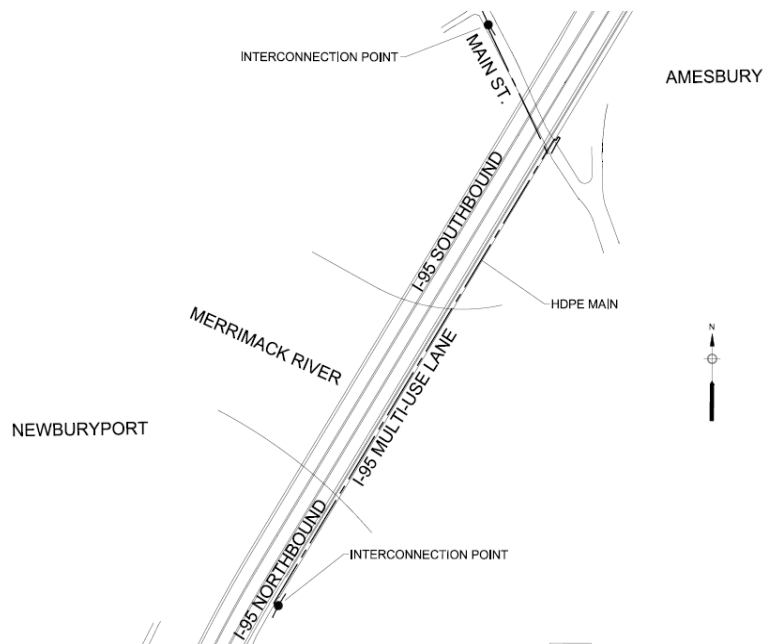 INTERCONNECTION POINT
MAIN ST.
AMESBURY
I-95 SOUTHBOUND
HDPE MAIN
MERRIMACK RIVER
N
I-95 MULTI-USE LANE
NEWBURYPORT
I-95 NORTHBOUND
INTERCONNECTION POINT